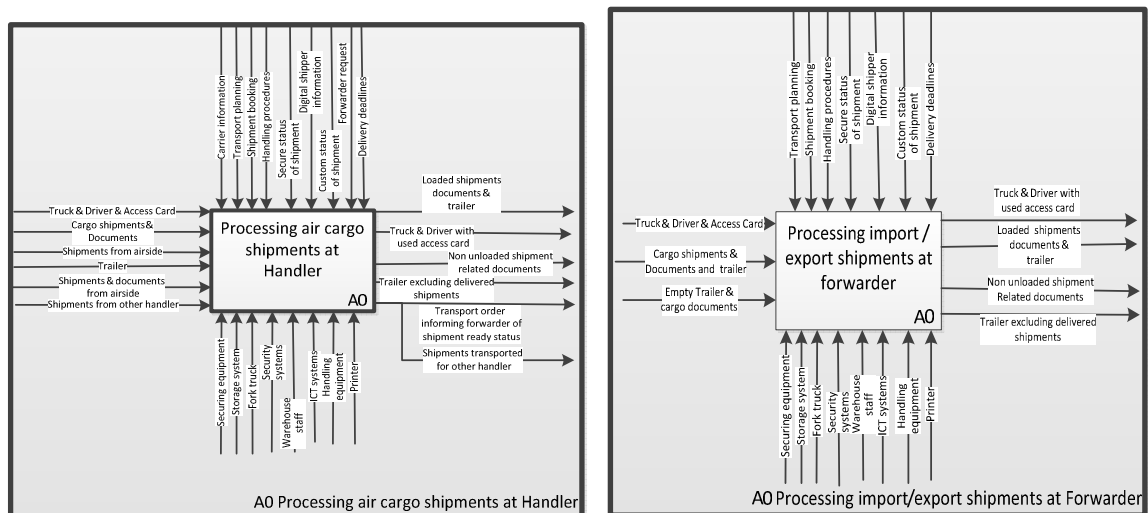 Carrier information
Transport planning
Shipment booking
Handling procedures
Secure status
of shipment
Digital shipper
information
Custom status
of shipment
Forwarder request
Delivery deadlines
Truck & Driver & Access Card
Cargo shipments&
Documents
Shipments from airside
Trailer
Shipments & documents
from airside
Shipments from other handler
Processing air cargo
shipments at
Handler
A0
Loaded shipments
documents &
trailer
Truck & Driver with
used access card
Non unloaded shipment
related documents
Trailer excluding delivered
shipments
Transport order
informing forwarder of
shipment ready status
Shipments transported
for other handler
Securing equipment
Storage system
Fork truck
Security
systems
Warehouse
staff
ICT systems
Handling
equipment
Printer
A0 Processing air cargo shipments at Handler
Transport planning
Shipment booking
Handling procedures
Secure status
of shipment
Digital shipper
information
Custom status
of shipment
Delivery deadlines
Truck & Driver & Access Card
Cargo shipments &
Documents and trailer
Empty Trailer &
cargo documents
Processing import /
export shipments at
forwarder
A0
Truck & Driver with
used access card
Loaded shipments
documents &
trailer
Non unloaded shipment
Related documents
Trailer excluding delivered
shipments
Securing equipment
Storage system
Fork truck
Security
systems
Warehouse
staff
ICT systems
Handling
equipment
Printer
A0 Processing import/export shipments at Forwarder